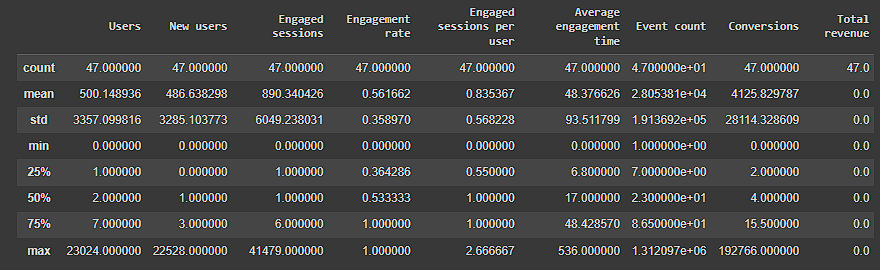 Users New users Engaged sessions Engagement rate Engaged sessions per user Average engagement time Event count Conversions Total revenue
count 47.000000 47.000000 47.000000 47.000000 47.000000 47.000000 4.700000e+01 47.000000 47.0
mean 500.148936 486.638298 890.340426 0.561662 0.835367 48.376626 2.805381e+04 4125.829787 0.0
std 3357.099816 3285.103773 6049.238031 0.358970 0.568228 93.511799 1.913692e+05 28114.328609 0.0
min 0.000000 0.000000 0.000000 0.000000 0.000000 0.000000 1.000000e+00 0.000000 0.0
25% 1.000000 0.000000 1.000000 0.364286 0.550000 6.800000 7.000000e+00 2.000000 0.0
50% 2.000000 1.000000 1.000000 0.533333 1.000000 17.000000 2.300000e+01 4.000000 0.0
75% 7.000000 3.000000 6.000000 1.000000 1.000000 48.428570 8.650000e+01 15.500000 0.0
max 23024.000000 22528.000000 41479.000000 1.000000 2.666667 536.000000 1.312097e+06 192766.000000 0.0